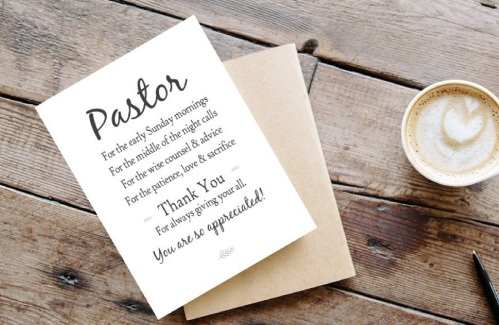 Pastor
For the early Sunday mornings
For the middle of the night calls
For the wise counsel & advice
For the patience, love & sacrifice
Thank You
For always giving your all.
You are so appreciated!